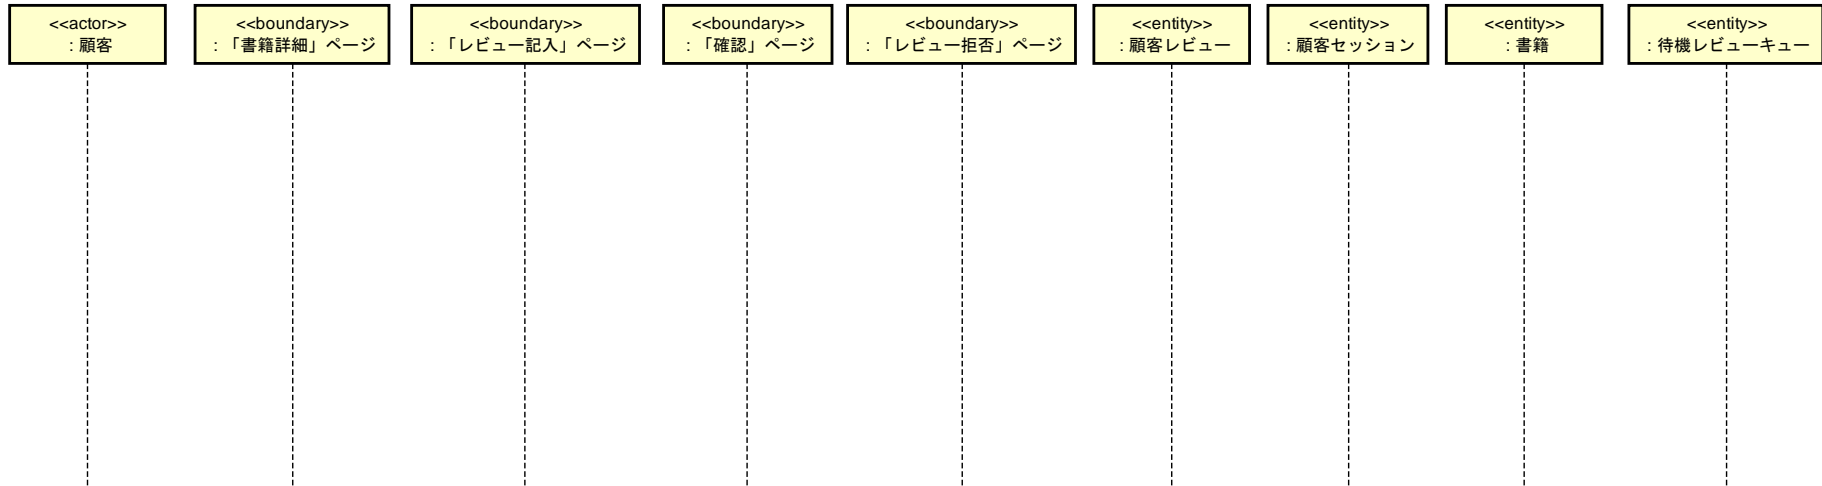 <<actor>>
: 顧客
<<boundary>>
: 「書籍詳細」ページ
<<boundary>>
: 「レビュー記入」ページ
<<boundary>>
: 「確認」ページ
<<boundary>>
: 「レビュー拒否」ページ
<<entity>>
: 顧客レビュー
<<entity>>
: 顧客セッション
<<entity>>
: 書籍
<<entity>>
: 待機レビューキュー